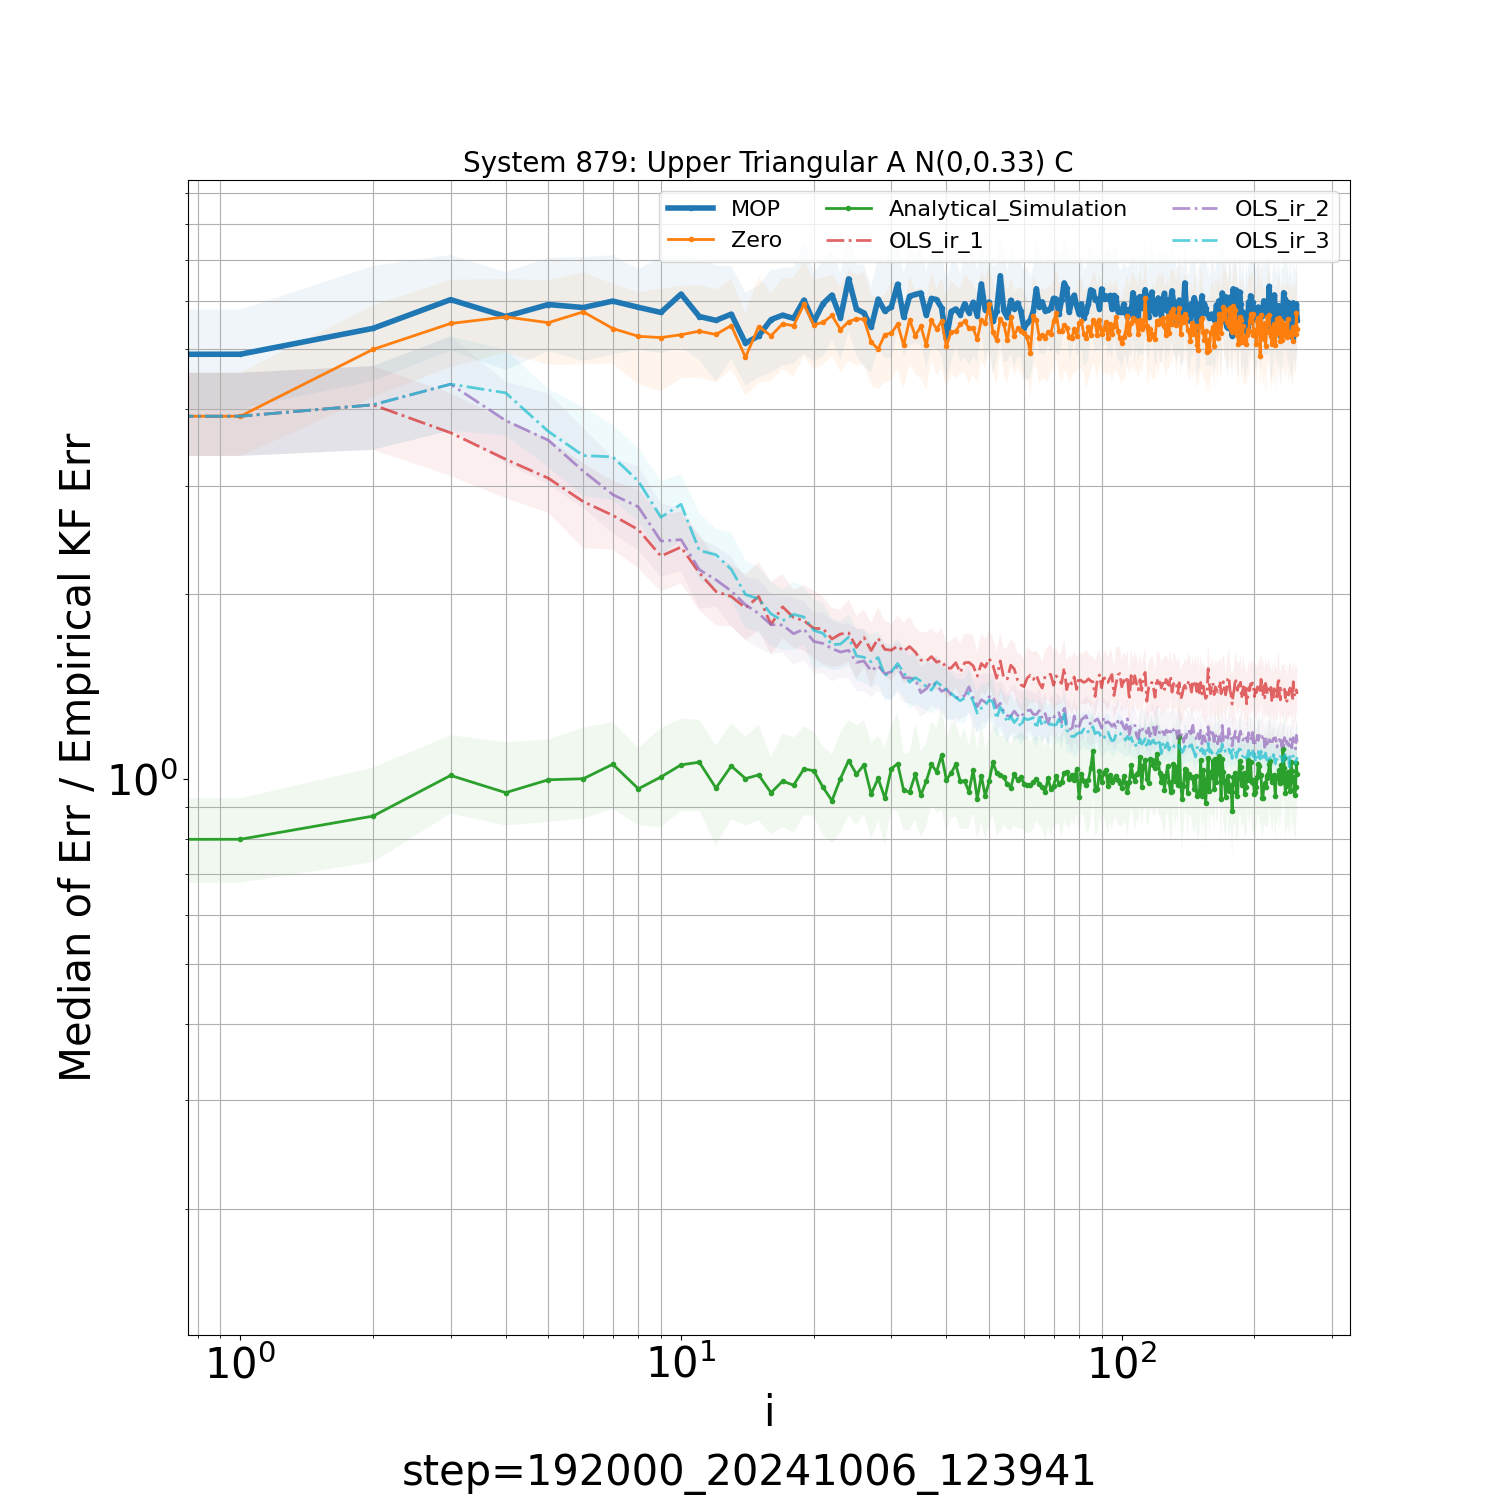 System 879: Upper Triangular A N(0,0.33) C
MOP
Zero
Analytical_Simulation
OLS_ir_1
OLS_ir_2
OLS_ir_3
Median of Err / Empirical KF Err
10⁰
10⁰ 10¹ 10²
i
step=192000_20241006_123941